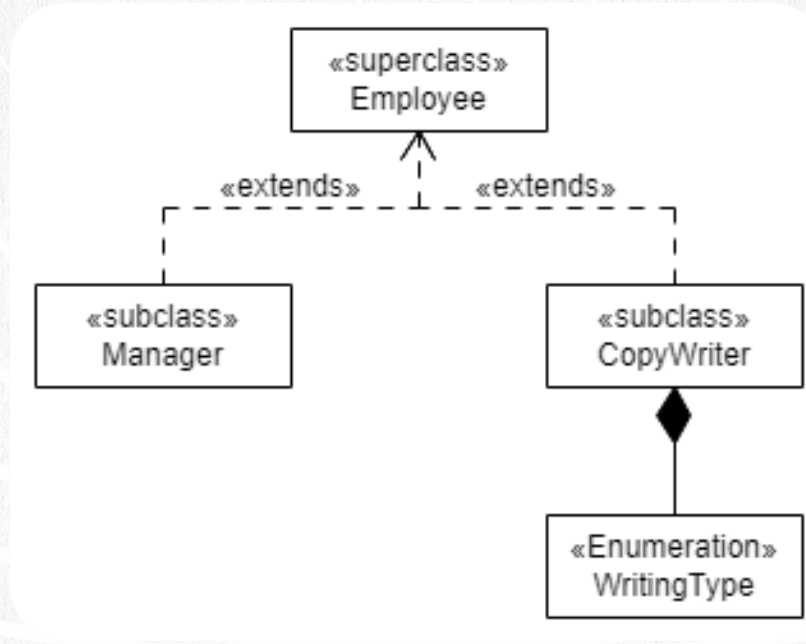 «superclass»
Employee
«extends» «extends»
«subclass»
Manager
«subclass»
CopyWriter
«Enumeration»
WritingType